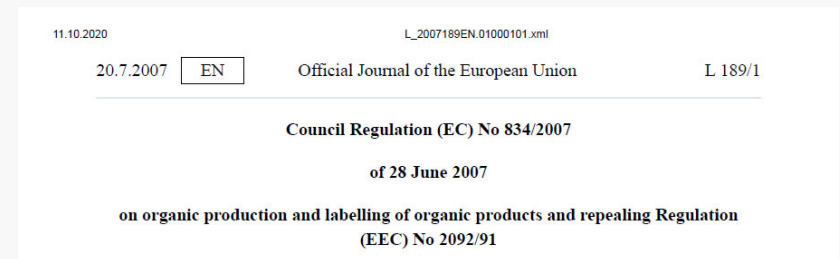 11.10.2020 L_2007189EN.01000101.xml
20.7.2007 EN Official Journal of the European Union L 189/1
Council Regulation (EC) No 834/2007
of 28 June 2007
on organic production and labelling of organic products and repealing Regulation
(EEC) No 2092/91